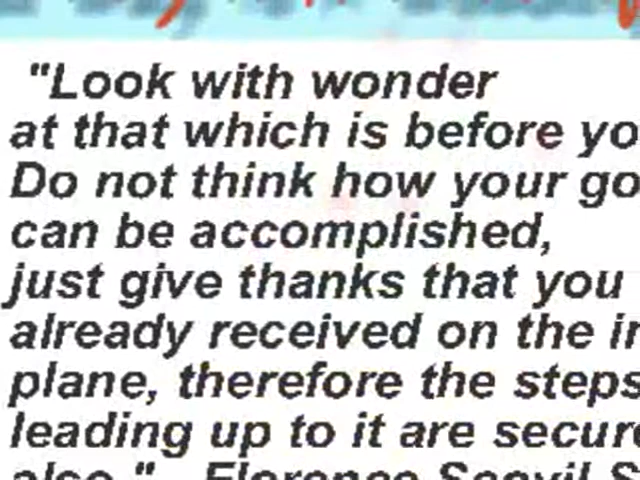 "Look with wonder
at that which is before yo
Do not think how your go
can be accomplished,
just give thanks that you
already received on the in
plane, therefore the steps
leading up to it are secure
also." Florence Scovil S